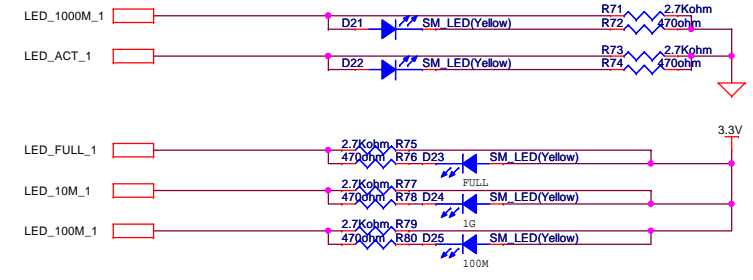 LED_1000M_1 R71 2.7Kohm
D21 SM_LED(Yellow) R72 470ohm
LED_ACT_1 R73 2.7Kohm
D22 SM_LED(Yellow) R74 470ohm
3.3V
LED_FULL_1 2.7Kohm R75
470ohm R76 D23 SM_LED(Yellow)
FULL
LED_10M_1 2.7Kohm R77
470ohm R78 D24 SM_LED(Yellow)
1G
LED_100M_1 2.7Kohm R79
470ohm R80 D25 SM_LED(Yellow)
100M